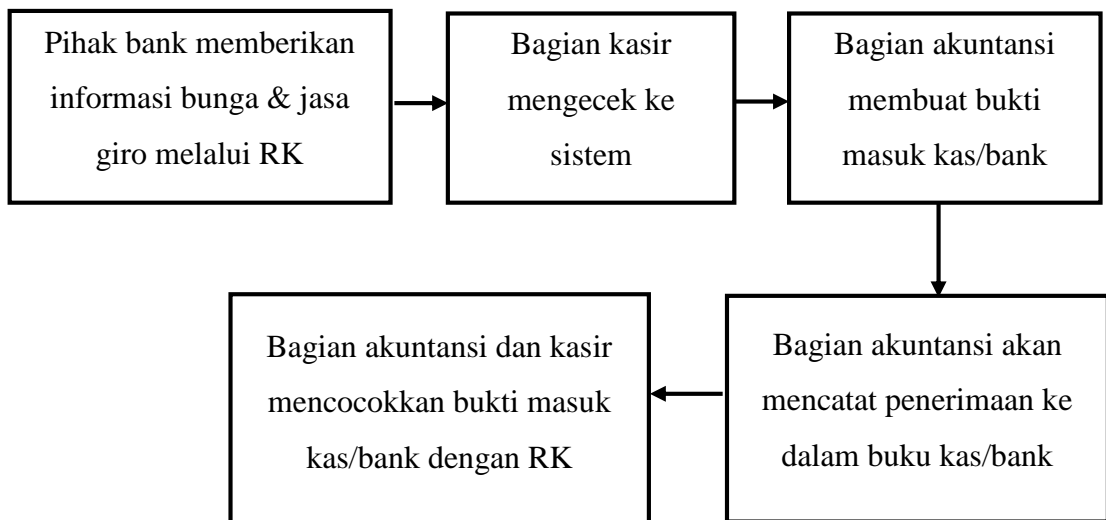 Pihak bank memberikan
informasi bunga & jasa
giro melalui RK
Bagian kasir
mengecek ke
sistem
Bagian akuntansi
membuat bukti
masuk kas/bank
Bagian akuntansi akan
mencatat penerimaan ke
dalam buku kas/bank
Bagian akuntansi dan kasir
mencocokkan bukti masuk
kas/bank dengan RK